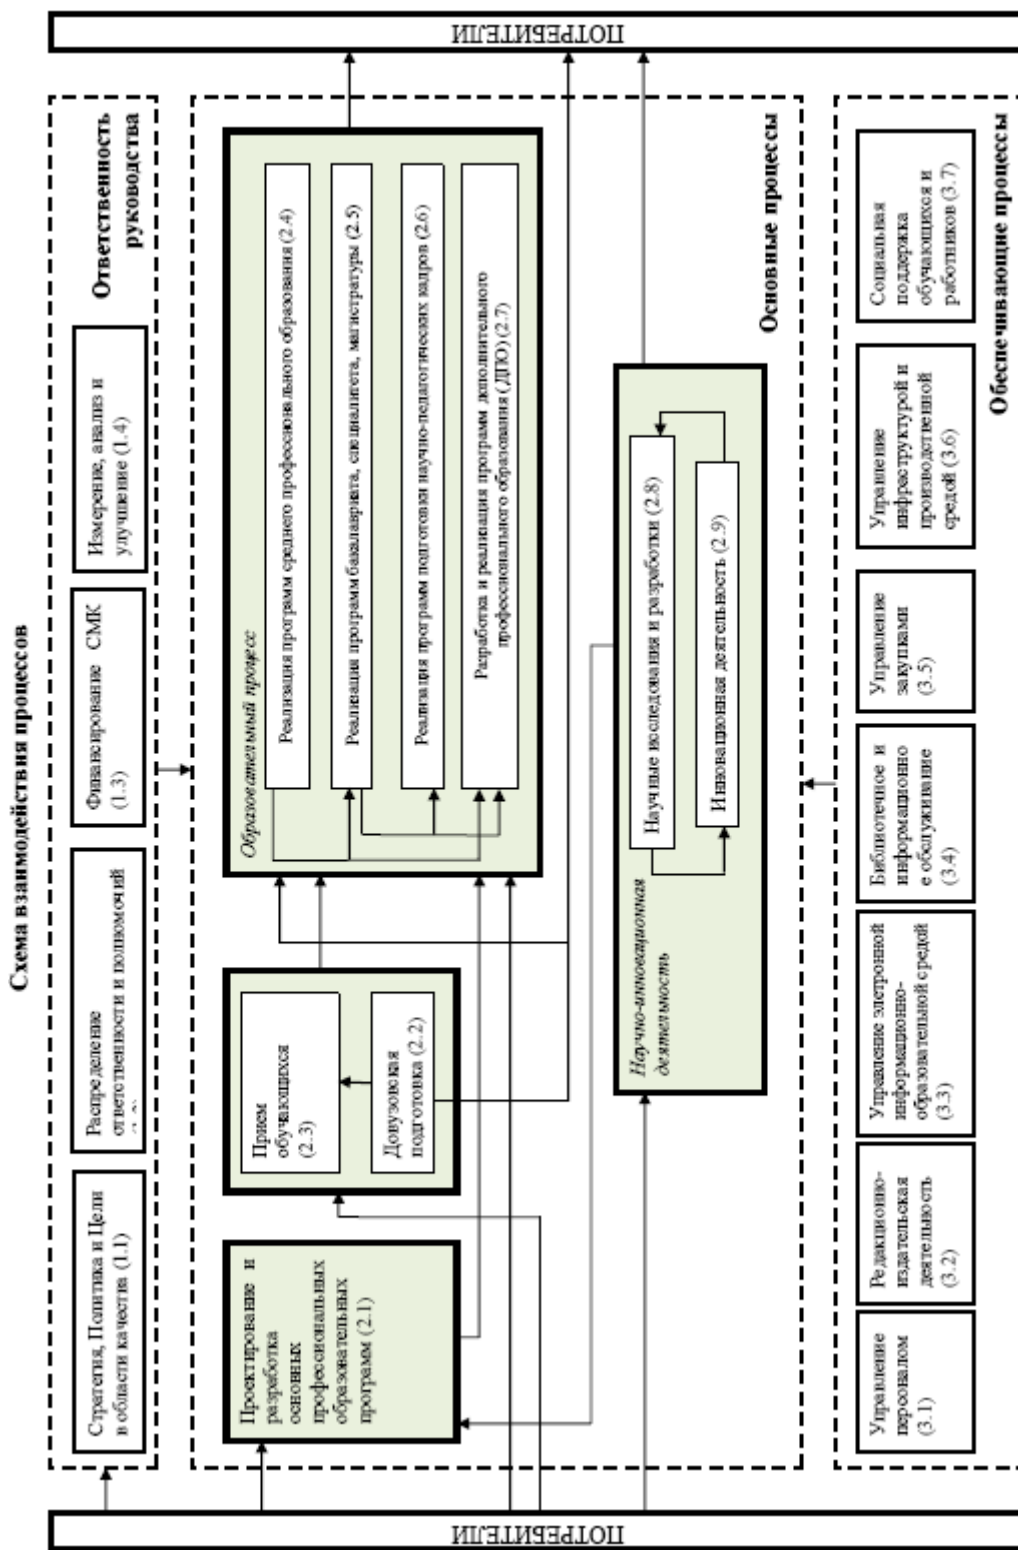 Схема взаимодействия процессов
ПОТРЕБИТЕЛИ
Стратегия, Политика и Цели
в области качества (1.1)
Распределение
ответственности и полномочий
Финансирование СМК
(1.3)
Измерение, анализ и
улучшение (1.4)
Ответственность
руководства
Проектирование и
разработка
основных
профессиональных
образовательных
программ (2.1)
Прием
обучающихся
(2.3)
Довузовская
подготовка (2.2)
Образовательный процесс
Реализация программ среднего профессионального образования (2.4)
Реализация программ бакалавриата, специалитета, магистратуры (2.5)
Реализация программ подготовки научно-педагогических кадров (2.6)
Разработка и реализация программ дополнительного
профессионального образования (ДПО) (2.7)
Научно-инновационная
деятельность
Научные исследования и разработки (2.8)
Инновационная деятельность (2.9)
Основные процессы
Управление
персоналом
(3.1)
Редакционно-
издательская
деятельность
(3.2)
Управление элетронной
информационно-
образовательной средой
(3.3)
Библиотечное и
информационно
е обслуживание
(3.4)
Управление
закупками
(3.5)
Управление
инфраструктурой и
производственной
средой (3.6)
Социальная
поддержка
обучающихся и
работников (3.7)
Обеспечивающие процессы
ПОТРЕБИТЕЛИ